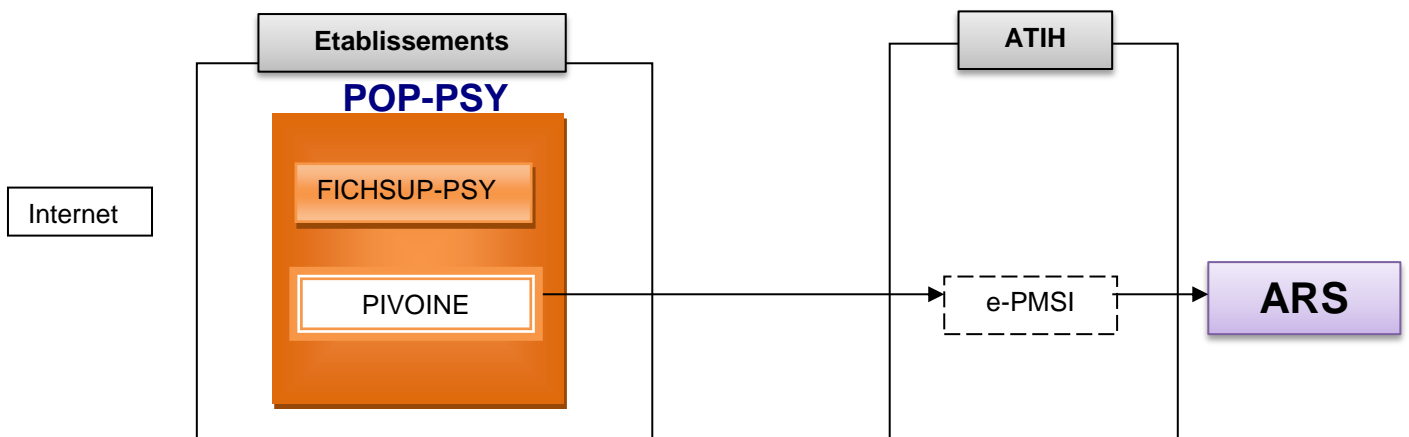 Etablissements
ATIH
POP-PSY
FICHSUP-PSY
Internet
PIVOINE
e-PMSI
ARS